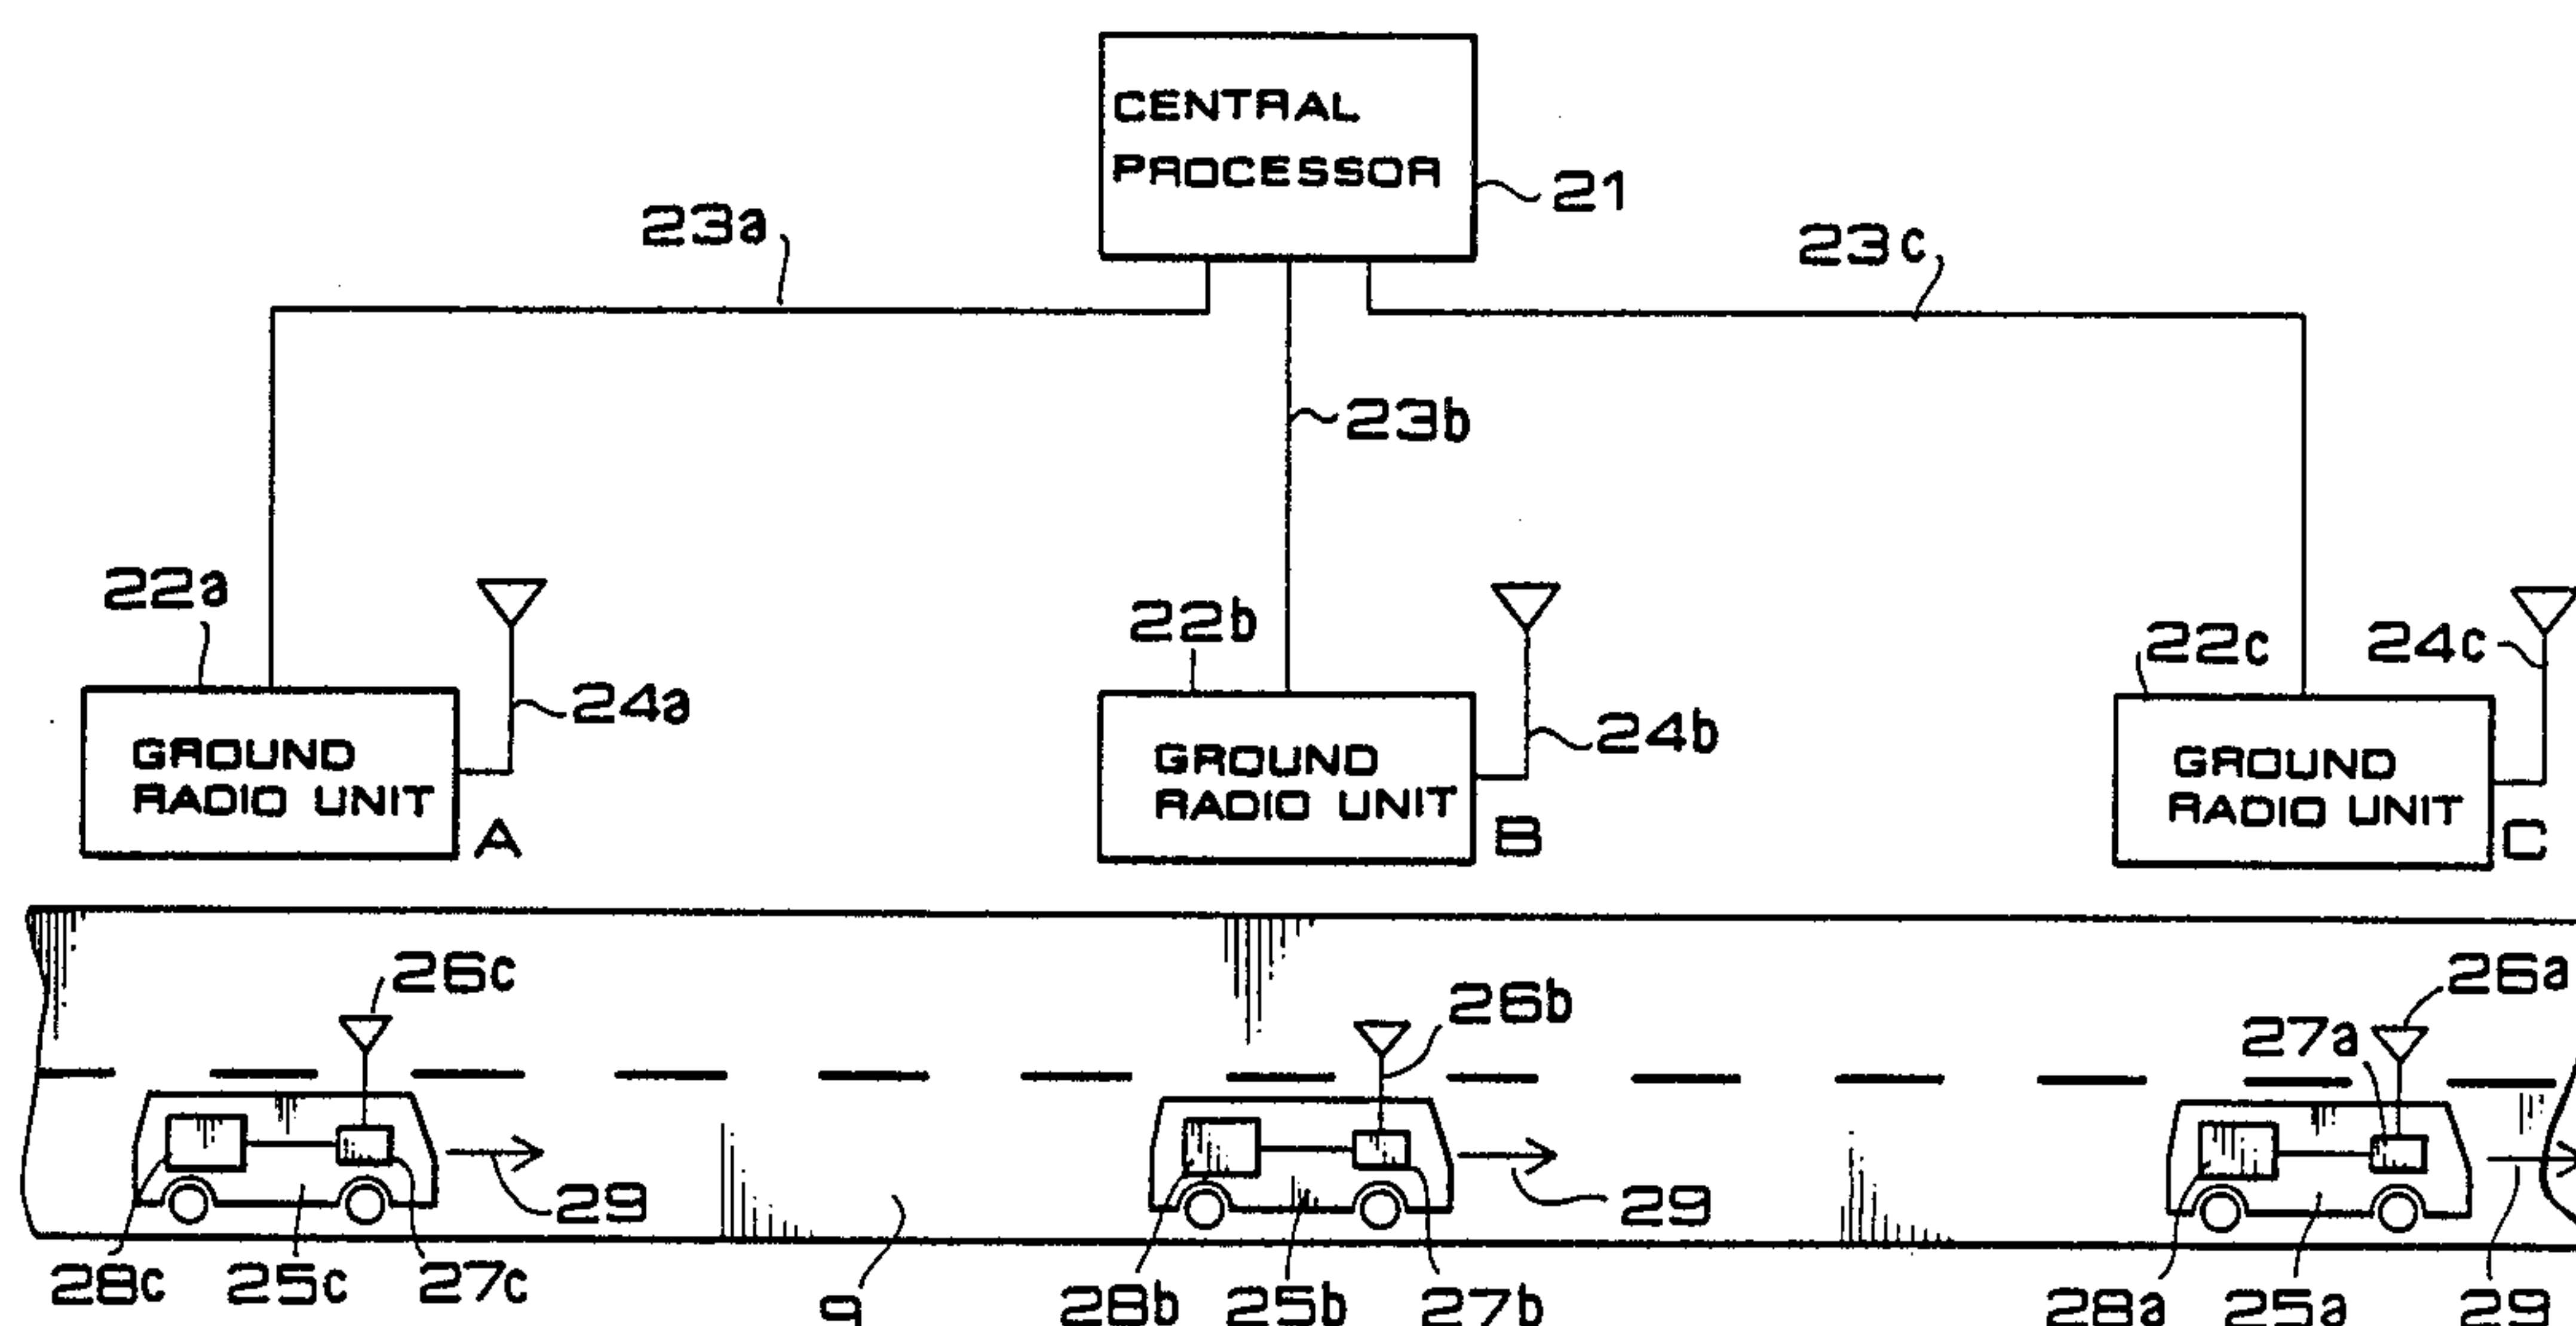 CENTRAL
PROCESSOR
21
23a
23c
23b
22a
22b
22c
24c
24a
24b
GROUND
RADIO UNIT
A
GROUND
RADIO UNIT
B
GROUND
RADIO UNIT
C
26c
26b
26a
27a
29
29
28c
25c
27c
9
28b
25b
27b
28a
25a
29